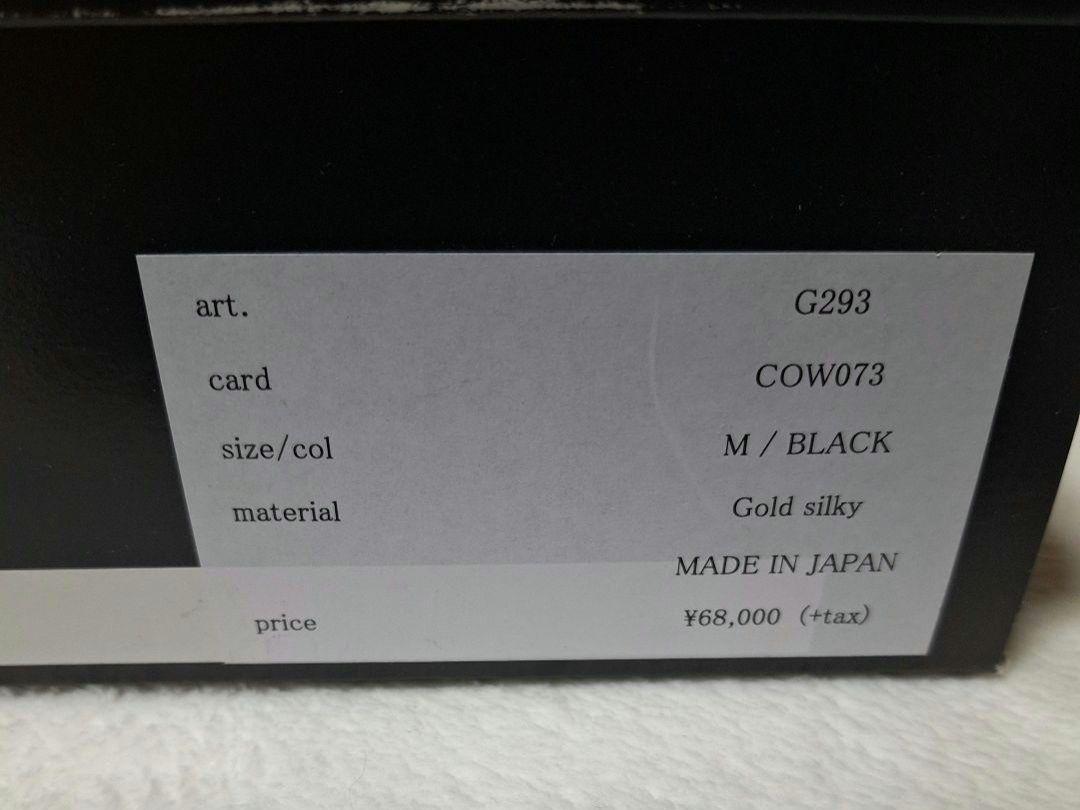 art. G293
card COW073
size/col M / BLACK
material Gold silky
MADE IN JAPAN
price ¥68,000 (+tax)